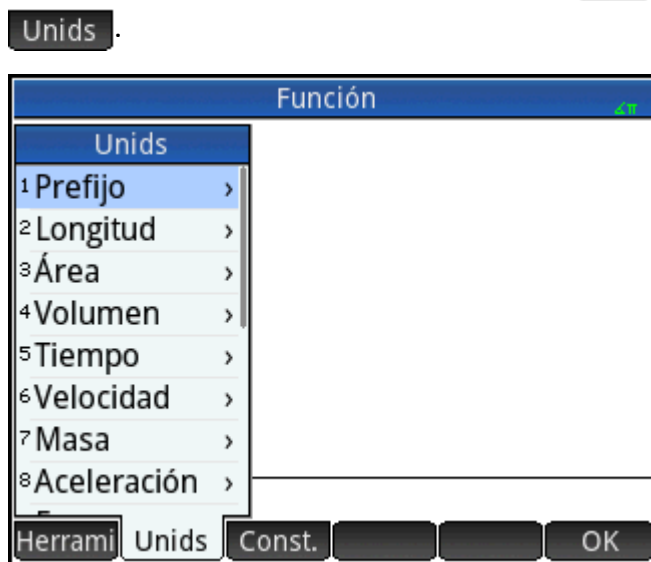 Unids.
Función
∡π
Unids
1 Prefijo ›
2 Longitud ›
3 Área ›
4 Volumen ›
5 Tiempo ›
6 Velocidad ›
7 Masa ›
8 Aceleración ›
Herrami Unids Const. OK